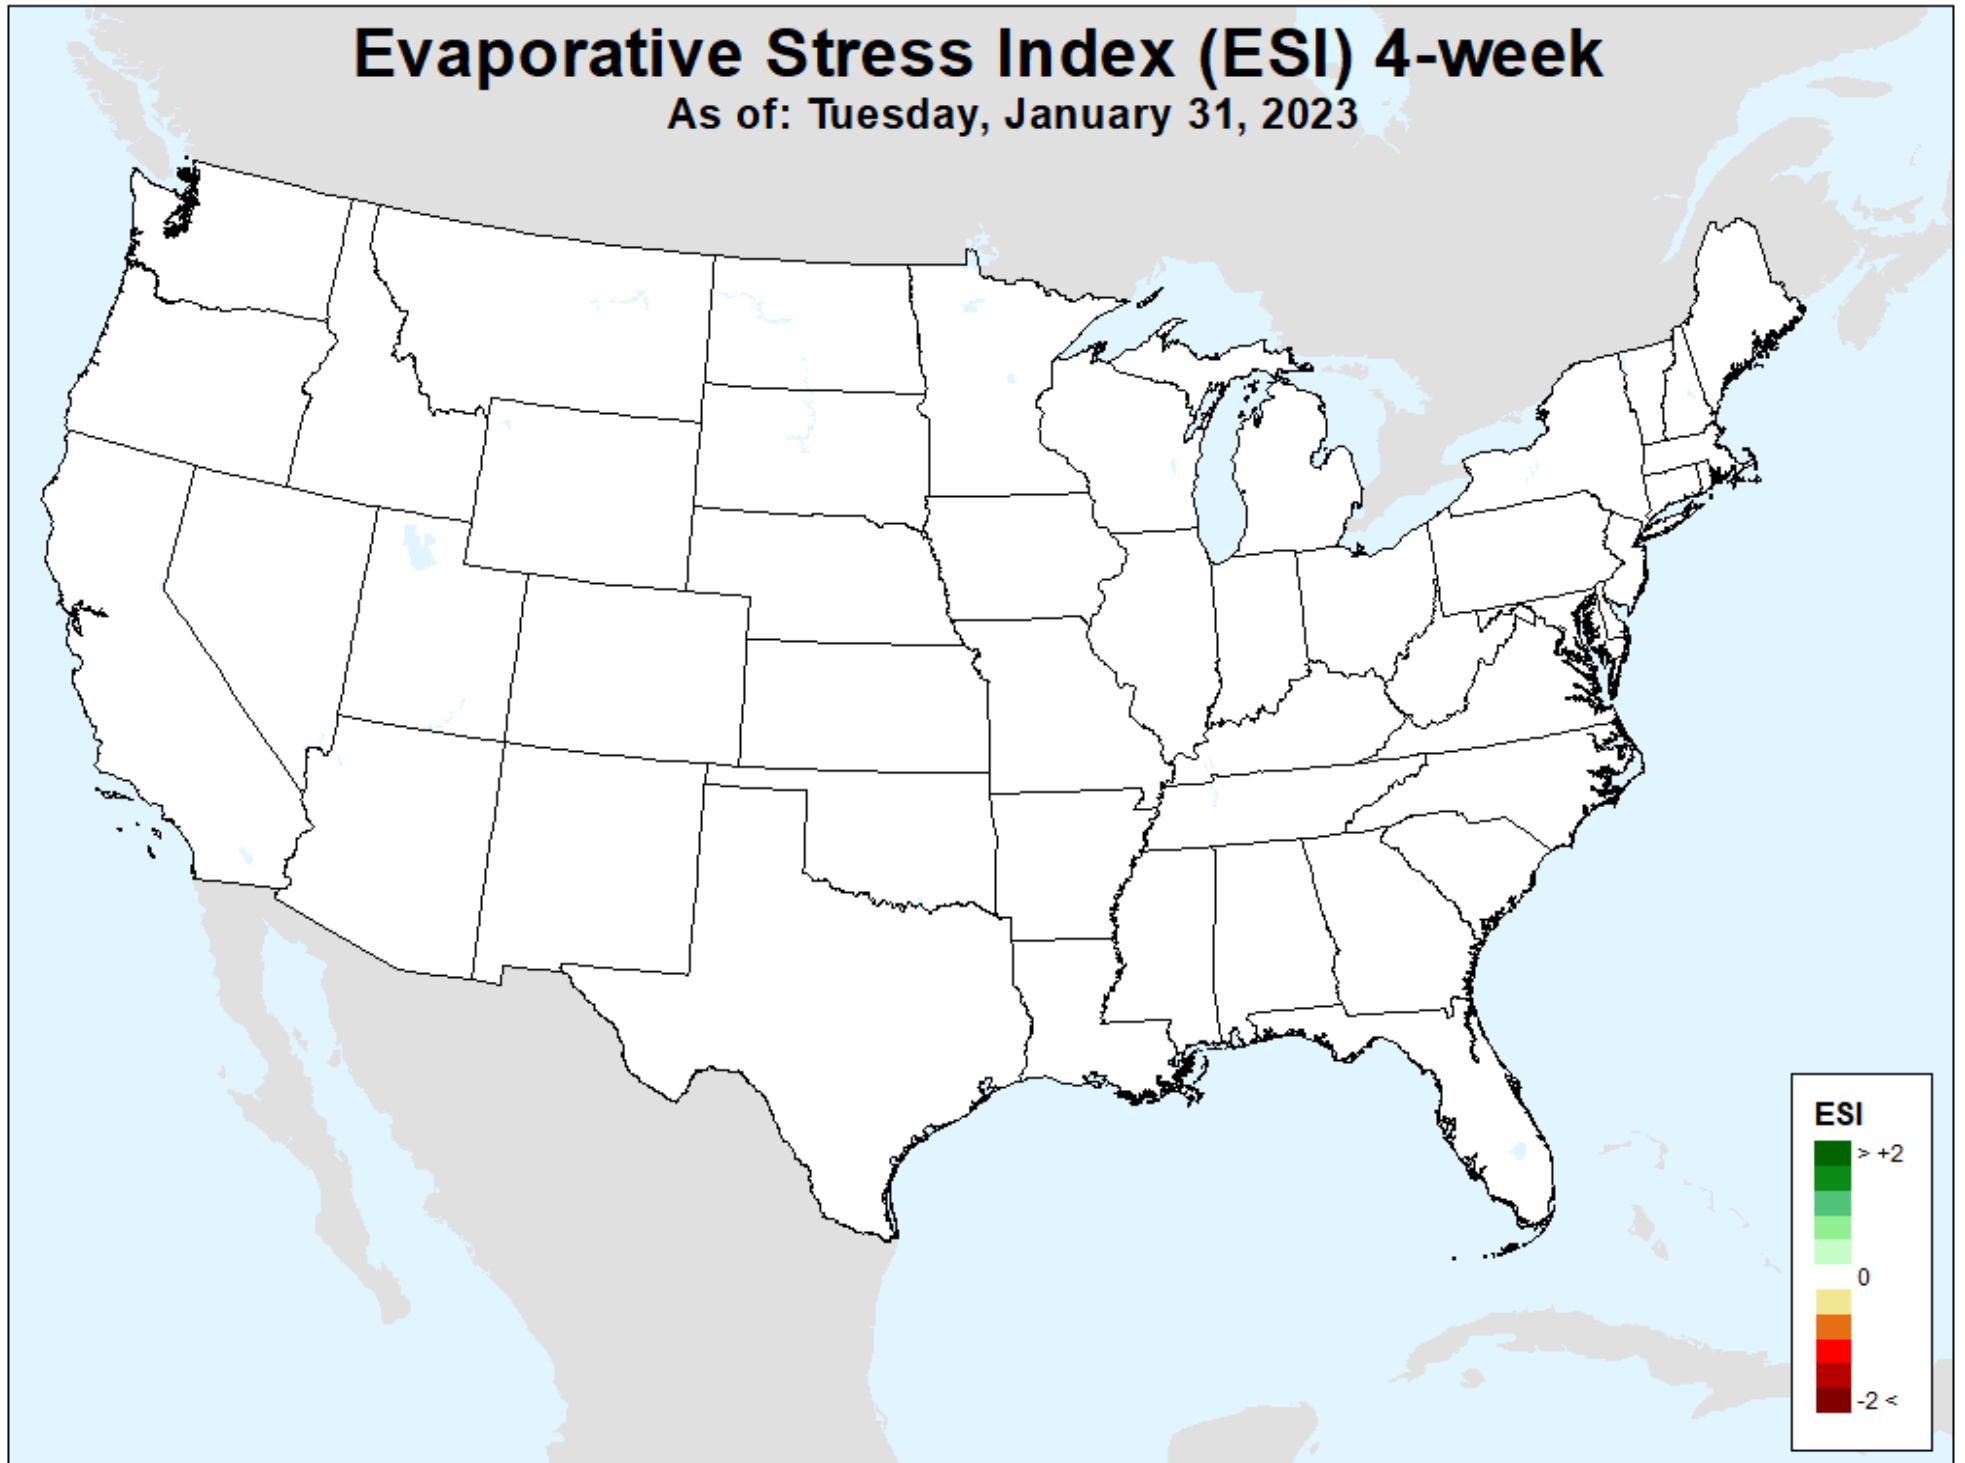 Evaporative Stress Index (ESI) 4-week
As of: Tuesday, January 31, 2023
ESI
> +2
0
-2 <